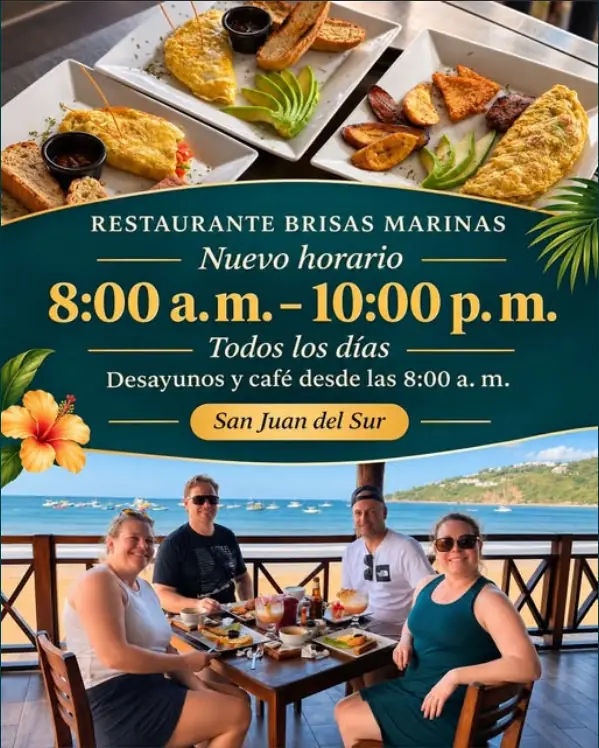 RESTAURANTE BRISAS MARINAS
Nuevo horario
8:00 a. m. – 10:00 p. m.
Todos los días
Desayunos y café desde las 8:00 a. m.
San Juan del Sur